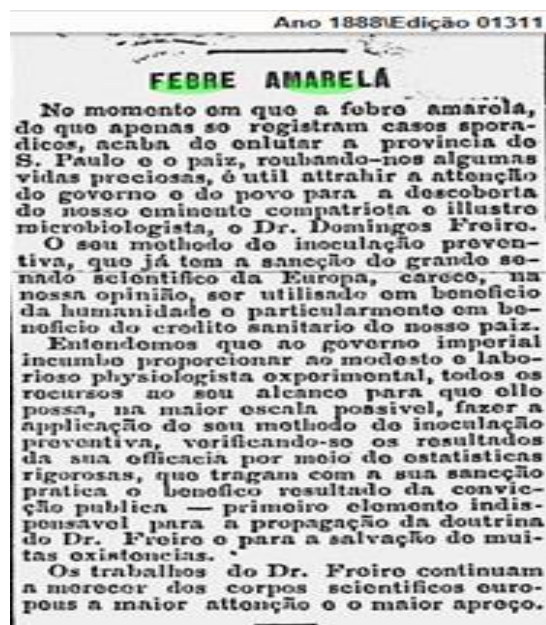 Ano 1888\Edição 01311
FEBRE AMARELA
No momento em que a febre amarela,
de que apenas se registram casos spora-
dicos, acaba de enlutar a provincia de
S. Paulo e o paiz, roubando-nos algumas
vidas preciosas, é util attrahir a attenção
do governo e do povo para a descoberta
do nosso eminente compatriota e illustre
microbiologista, o Dr. Domingos Freire.
O seu methodo de inoculação preven-
tiva, que já tem a sancção do grande se-
nado scientifico da Europa, carece, na
nossa opinião, ser utilisado em beneficio
da humanidade e particularmente em be-
neficio do credito sanitario do nosso paiz.
Entendemos que ao governo imperial
incumbe proporcionar ao modesto e labo-
rioso physiologista experimental, todos os
recursos ao seu alcance para que elle
possa, na maior escala possivel, fazer a
applicação do seu methodo de inoculação
preventiva, verificando-se os resultados
da sua efficacia por meio de estatisticas
rigorosas, que tragam com a sua sancção
pratica o benefico resultado da convic-
ção publica — primeiro elemento indis-
pensavel para a propagação da doutrina
do Dr. Freire e para a salvação de mui-
tas existencias.
Os trabalhos do Dr. Freire continuam
a merecer dos corpos scientificos euro-
peus a maior attenção e o maior apreço.